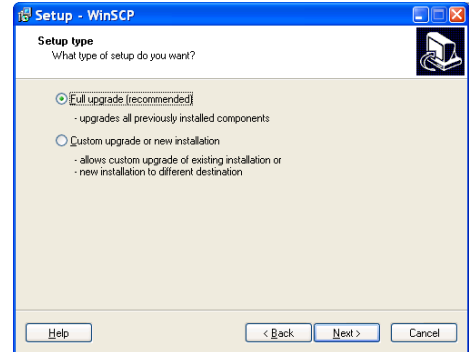 Setup - WinSCP
Setup type
What type of setup do you want?
Full upgrade (recommended)
- upgrades all previously installed components
Custom upgrade or new installation
- allows custom upgrade of existing installation or
- new installation to different destination
Help
< Back
Next >
Cancel